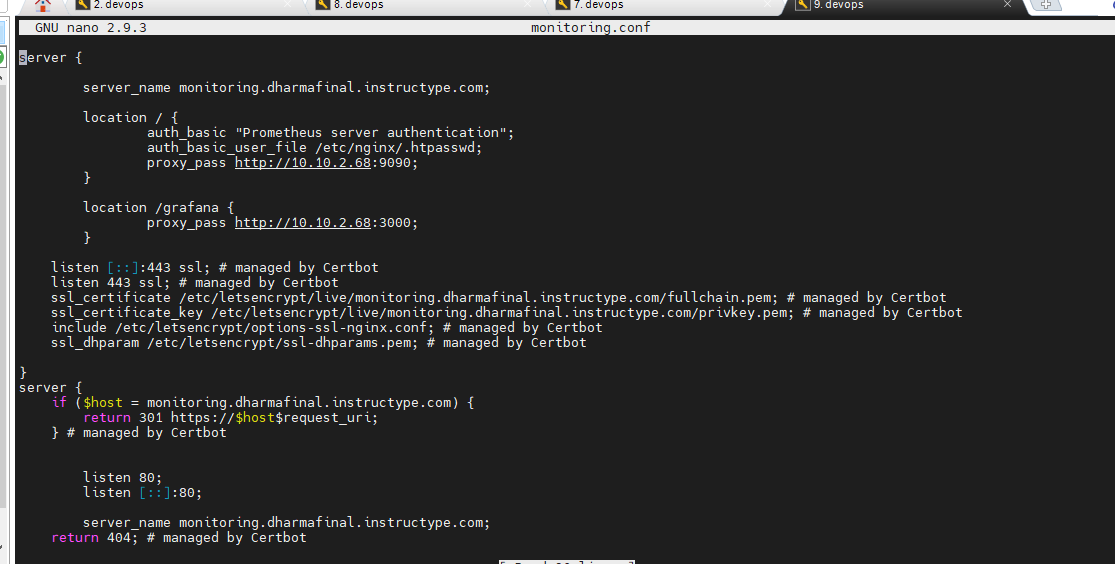 2. devops
8. devops
7. devops
9. devops
GNU nano 2.9.3 monitoring.conf
server {
server_name monitoring.dharmafinal.instructype.com;
location / {
auth_basic "Prometheus server authentication";
auth_basic_user_file /etc/nginx/.htpasswd;
proxy_pass http://10.10.2.68:9090;
}
location /grafana {
proxy_pass http://10.10.2.68:3000;
}
listen [::]:443 ssl; # managed by Certbot
listen 443 ssl; # managed by Certbot
ssl_certificate /etc/letsencrypt/live/monitoring.dharmafinal.instructype.com/fullchain.pem; # managed by Certbot
ssl_certificate_key /etc/letsencrypt/live/monitoring.dharmafinal.instructype.com/privkey.pem; # managed by Certbot
include /etc/letsencrypt/options-ssl-nginx.conf; # managed by Certbot
ssl_dhparam /etc/letsencrypt/ssl-dhparams.pem; # managed by Certbot
}
server {
if ($host = monitoring.dharmafinal.instructype.com) {
return 301 https://$host$request_uri;
} # managed by Certbot
listen 80;
listen [::]:80;
server_name monitoring.dharmafinal.instructype.com;
return 404; # managed by Certbot